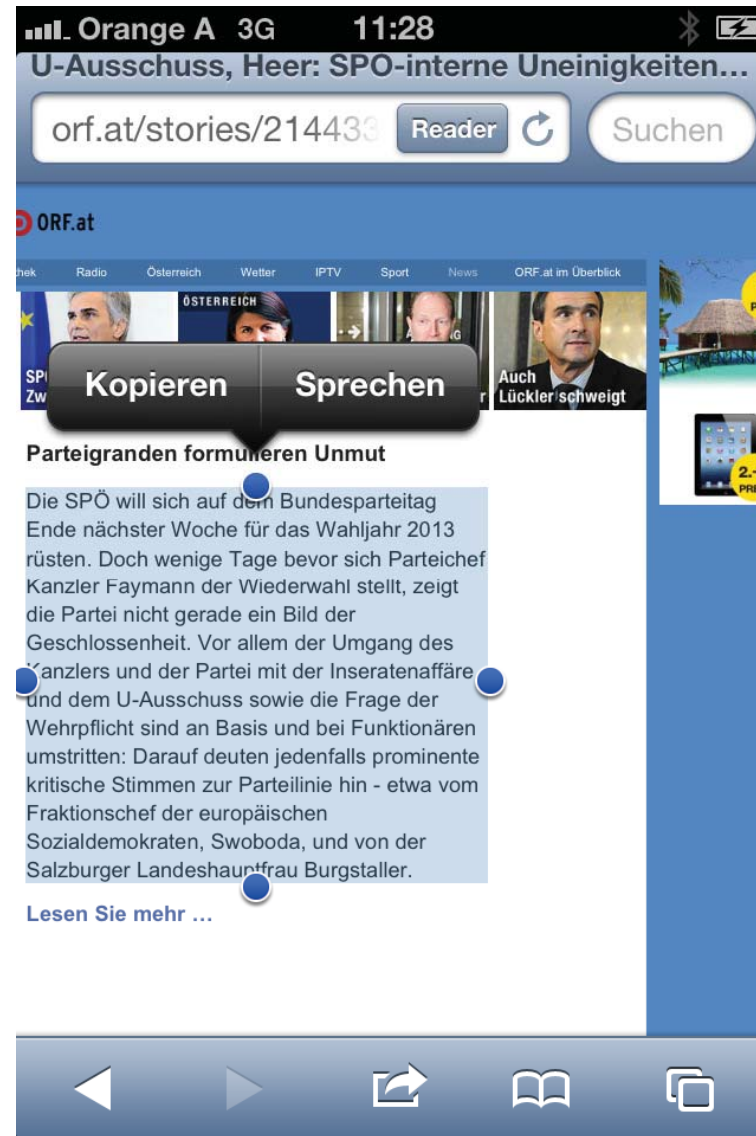 Orange A 3G 11:28
U-Ausschuss, Heer: SPÖ-interne Uneinigkeiten...
orf.at/stories/214433 Reader Suchen
ORF.at
thek Radio Österreich Wetter IPTV Sport News ORF.at im Überblick
ÖSTERREICH
SP
Zw
Auch
Lückler schweigt
Kopieren Sprechen
2.-
Parteigranden formulieren Unmut
Die SPÖ will sich auf dem Bundesparteitag
Ende nächster Woche für das Wahljahr 2013
rüsten. Doch wenige Tage bevor sich Parteichef
Kanzler Faymann der Wiederwahl stellt, zeigt
die Partei nicht gerade ein Bild der
Geschlossenheit. Vor allem der Umgang des
Kanzlers und der Partei mit der Inseratenaffäre
und dem U-Ausschuss sowie die Frage der
Wehrpflicht sind an Basis und bei Funktionären
umstritten: Darauf deuten jedenfalls prominente
kritische Stimmen zur Parteilinie hin - etwa vom
Fraktionschef der europäischen
Sozialdemokraten, Swoboda, und von der
Salzburger Landeshauptfrau Burgstaller.
Lesen Sie mehr ...